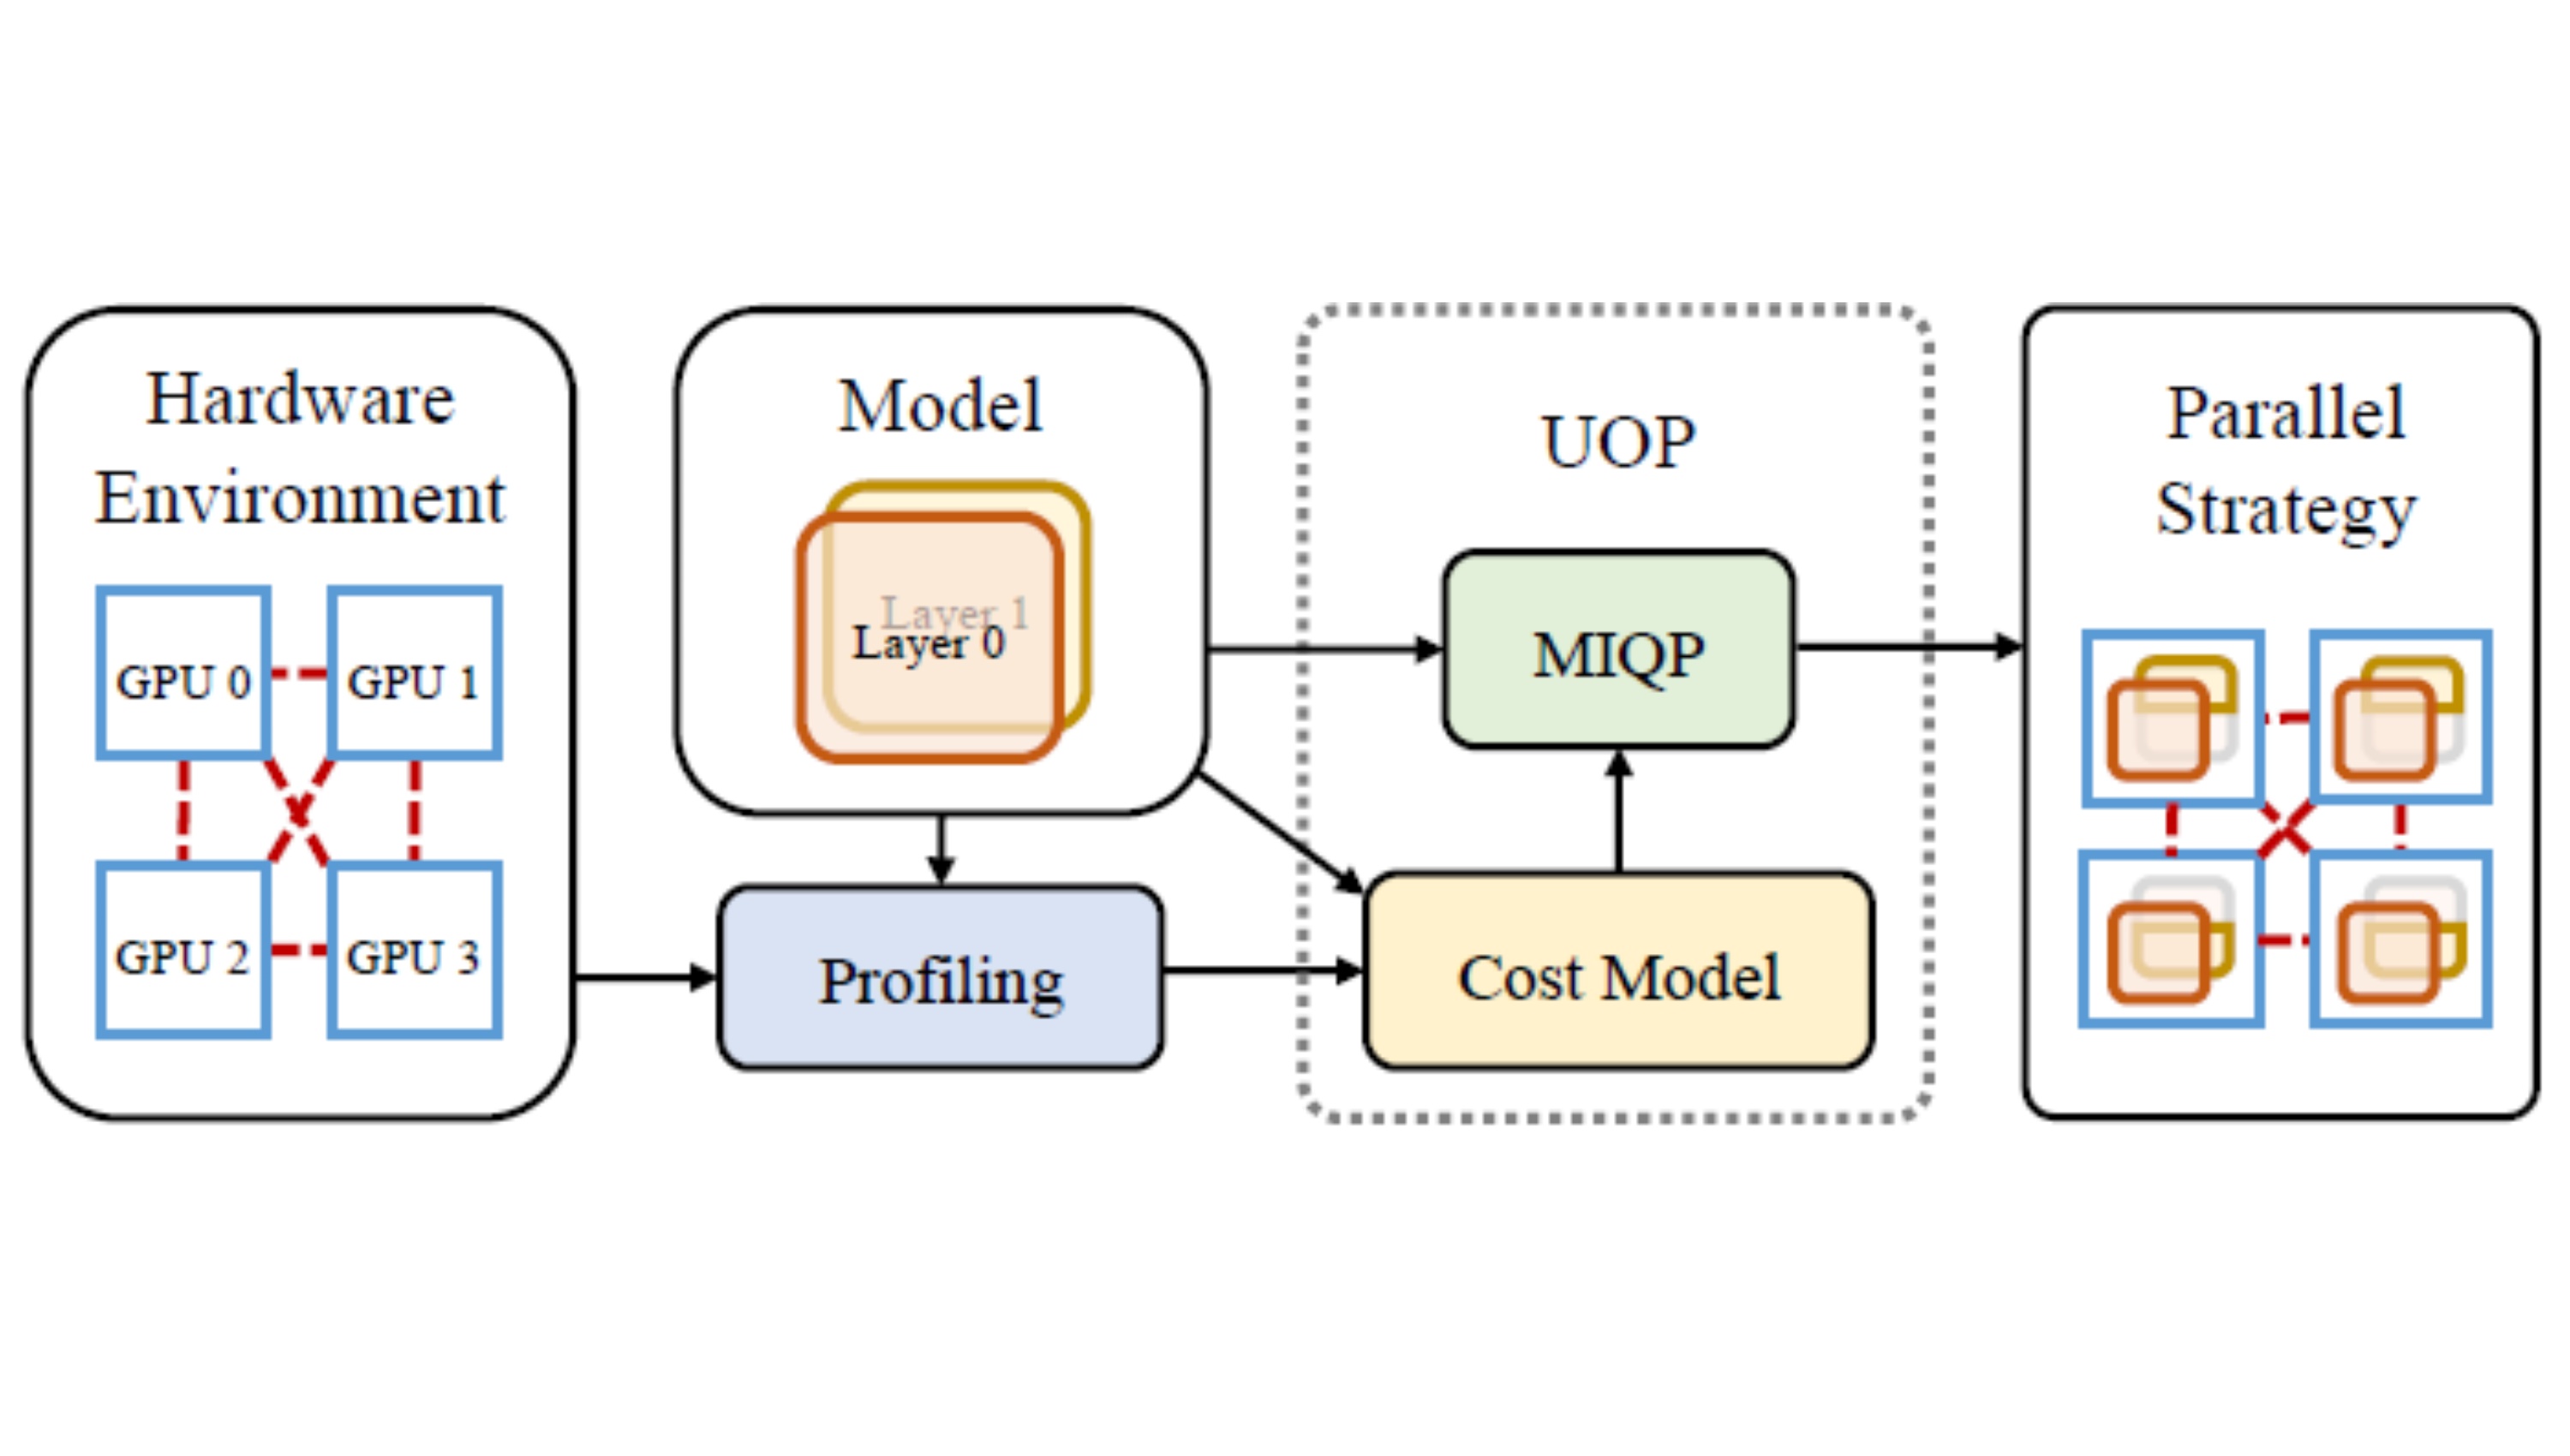 Hardware
Environment
GPU 0
GPU 1
GPU 2
GPU 3
Model
Layer 1
Layer 0
Profiling
UOP
MIQP
Cost Model
Parallel
Strategy